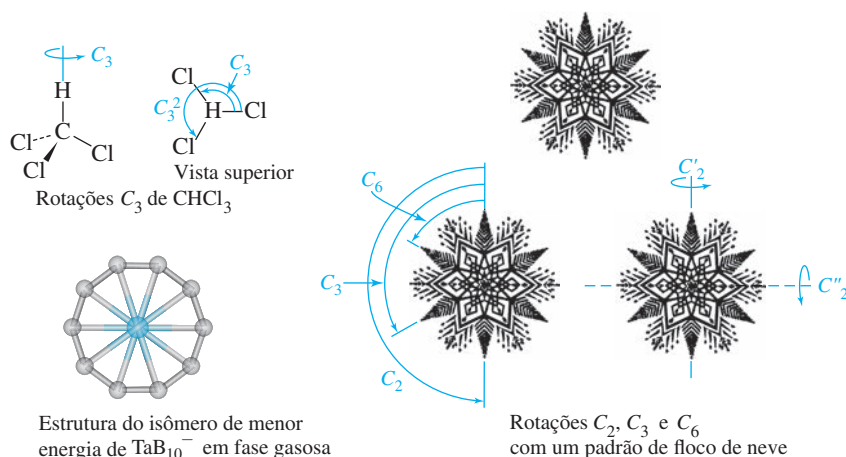 C₃
H
C
Cl
Cl
Cl
Rotações C₃ de CHCl₃
Cl
C₃
C₃²
H
Cl
Cl
Vista superior
Estrutura do isômero de menor
energia de TaB₁₀⁻ em fase gasosa
C₆
C₃
C₂
C'₂
C''₂
Rotações C₂, C₃ e C₆
com um padrão de floco de neve